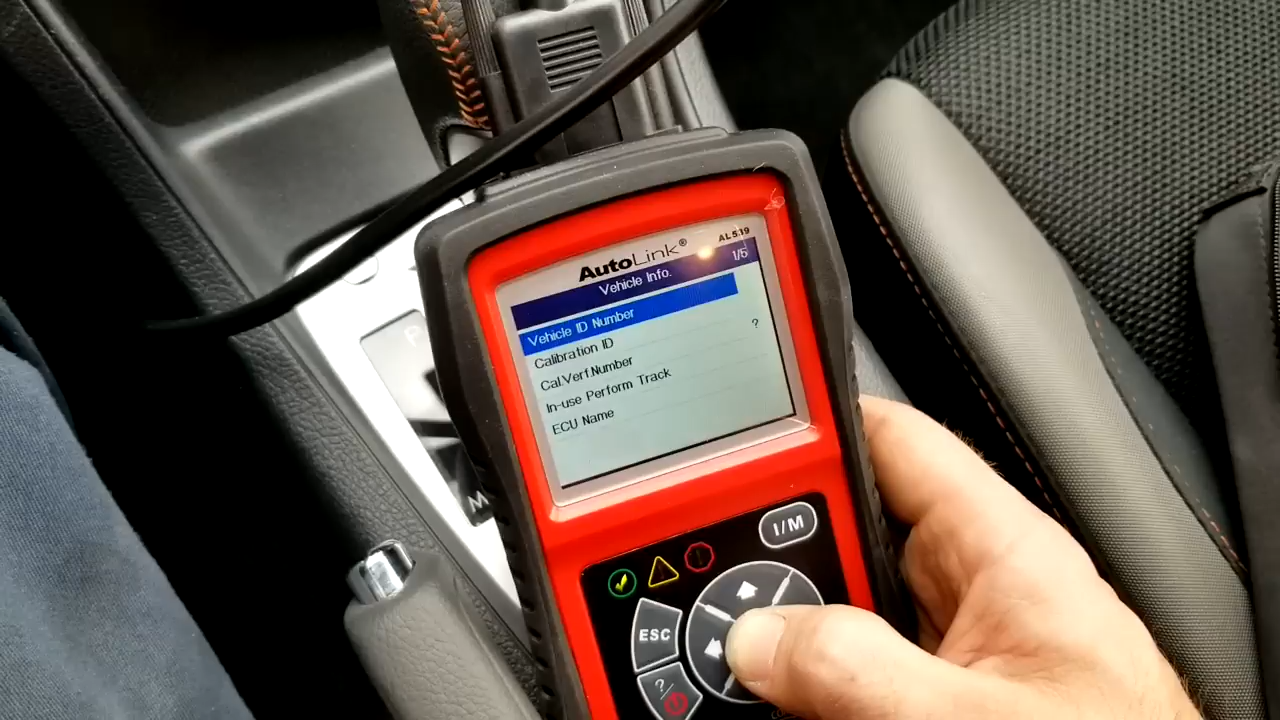 AutoLink®
AL539
Vehicle Info.
1/5
Vehicle ID Number
Calibration ID
?
Cal.Verf.Number
In-use Perform Track
ECU Name
I/M
ESC
?/
P
M